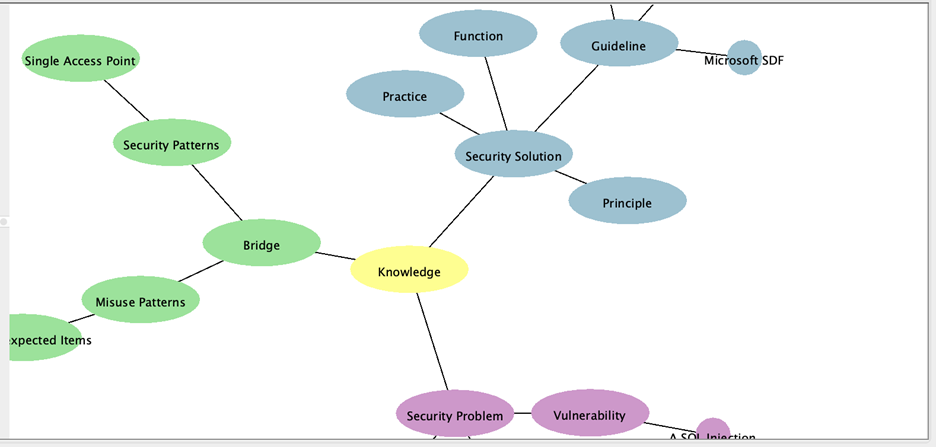 Function
Guideline
Single Access Point
Microsoft SDF
Practice
Security Patterns
Security Solution
Principle
Bridge
Knowledge
Misuse Patterns
expected Items
Security Problem
Vulnerability
A SQL Injection